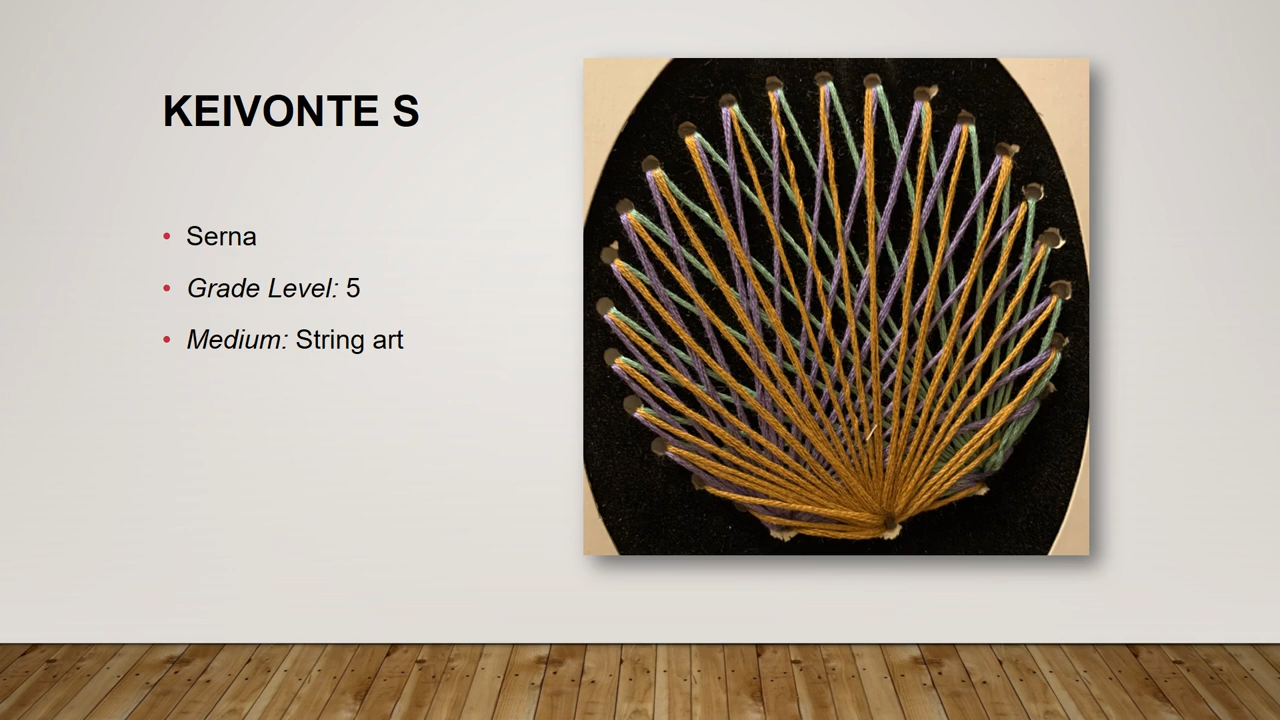 KEIVONTE S
• Serna
• Grade Level: 5
• Medium: String art